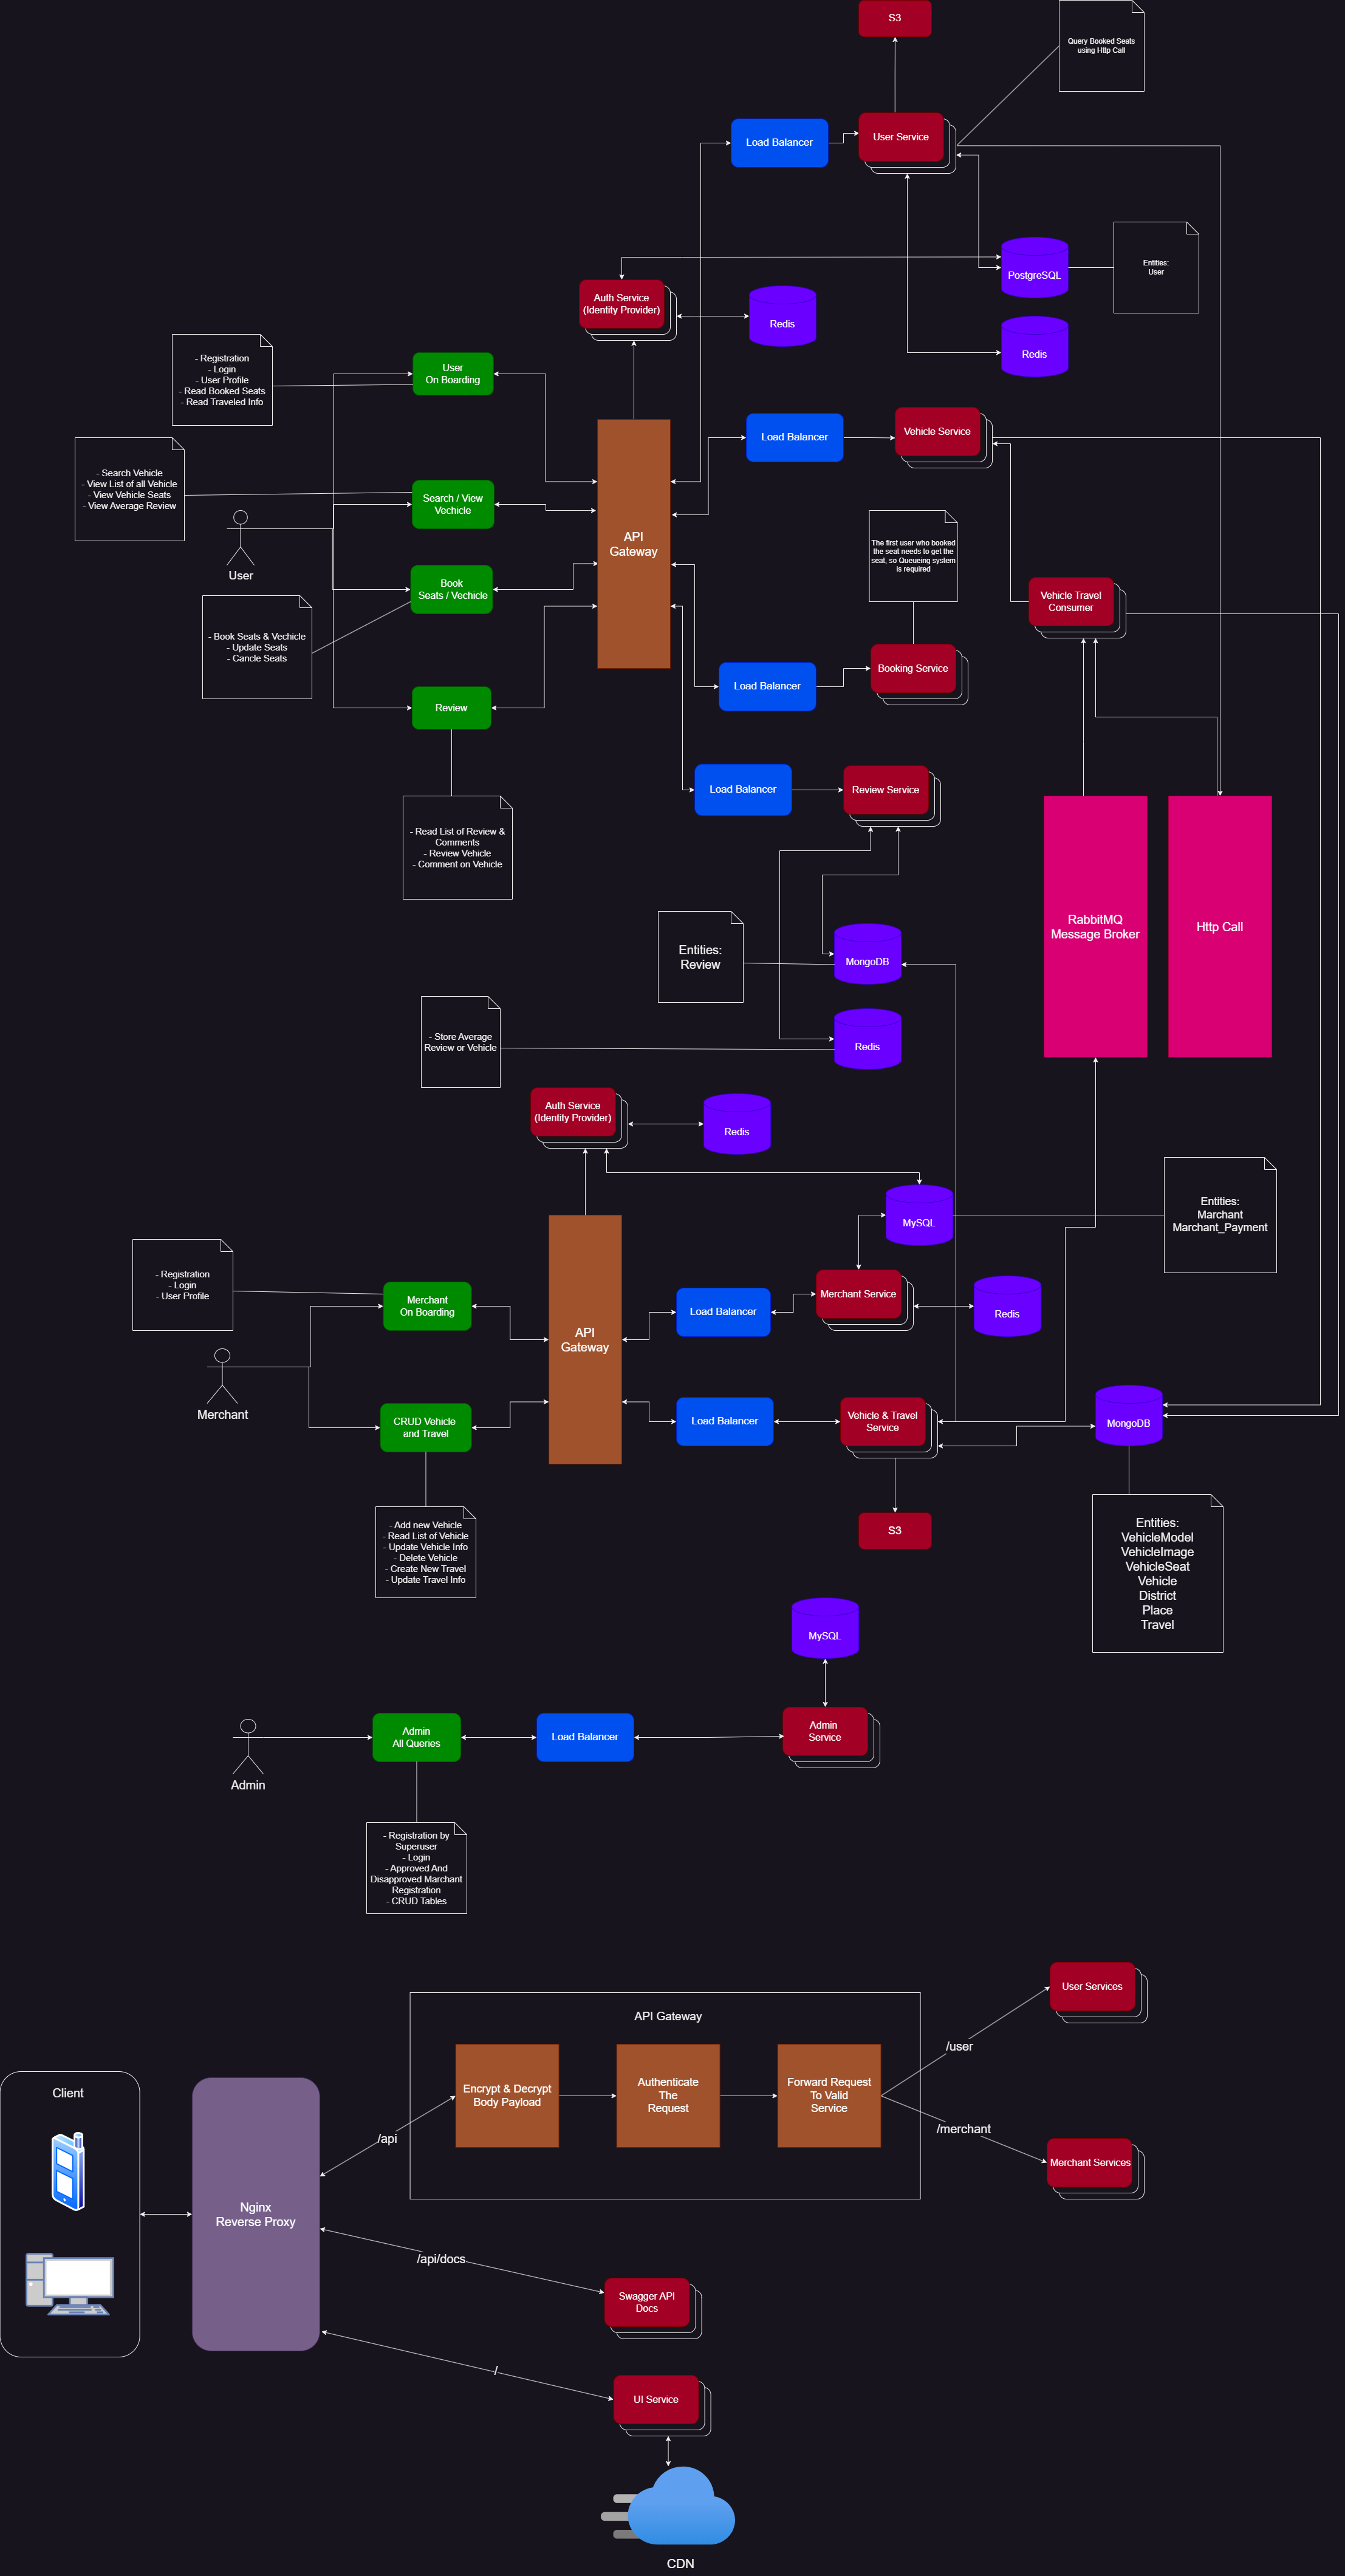 S3
Query Booked Seats
using Http Call
Load Balancer
User Service
Entities:
User
PostgreSQL
Auth Service
(Identity Provider)
Redis
Redis
- Registration
- Login
- User Profile
- Read Booked Seats
- Read Traveled Info
User
On Boarding
Load Balancer
Vehicle Service
- Search Vehicle
- View List of all Vehicle
- View Vehicle Seats
- View Average Review
Search / View
Vechicle
API
Gateway
The first user who booked
the seat needs to get the
seat, so Queueing system
is required
User
Book
Seats / Vechicle
Vehicle Travel
Consumer
- Book Seats & Vechicle
- Update Seats
- Cancle Seats
Load Balancer
Booking Service
Review
Load Balancer
Review Service
- Read List of Review &
Comments
- Review Vehicle
- Comment on Vehicle
RabbitMQ
Message Broker
Http Call
Entities:
Review
MongoDB
- Store Average
Review or Vehicle
Redis
Auth Service
(Identity Provider)
Redis
Entities:
Marchant
Marchant_Payment
MySQL
- Registration
- Login
- User Profile
Merchant
On Boarding
API
Gateway
Load Balancer
Merchant Service
Redis
Merchant
CRUD Vehicle
and Travel
Load Balancer
Vehicle & Travel
Service
MongoDB
- Add new Vehicle
- Read List of Vehicle
- Update Vehicle Info
- Delete Vehicle
- Create New Travel
- Update Travel Info
S3
Entities:
VehicleModel
VehicleImage
VehicleSeat
Vehicle
District
Place
Travel
MySQL
Admin
Admin
All Queries
Load Balancer
Admin
Service
- Registration by
Superuser
- Login
- Approved And
Disapproved Marchant
Registration
- CRUD Tables
API Gateway
User Services
/user
Client
Encrypt & Decrypt
Body Payload
Authenticate
The
Request
Forward Request
To Valid
Service
/api
/merchant
Merchant Services
Nginx
Reverse Proxy
/api/docs
Swagger API
Docs
/
UI Service
CDN